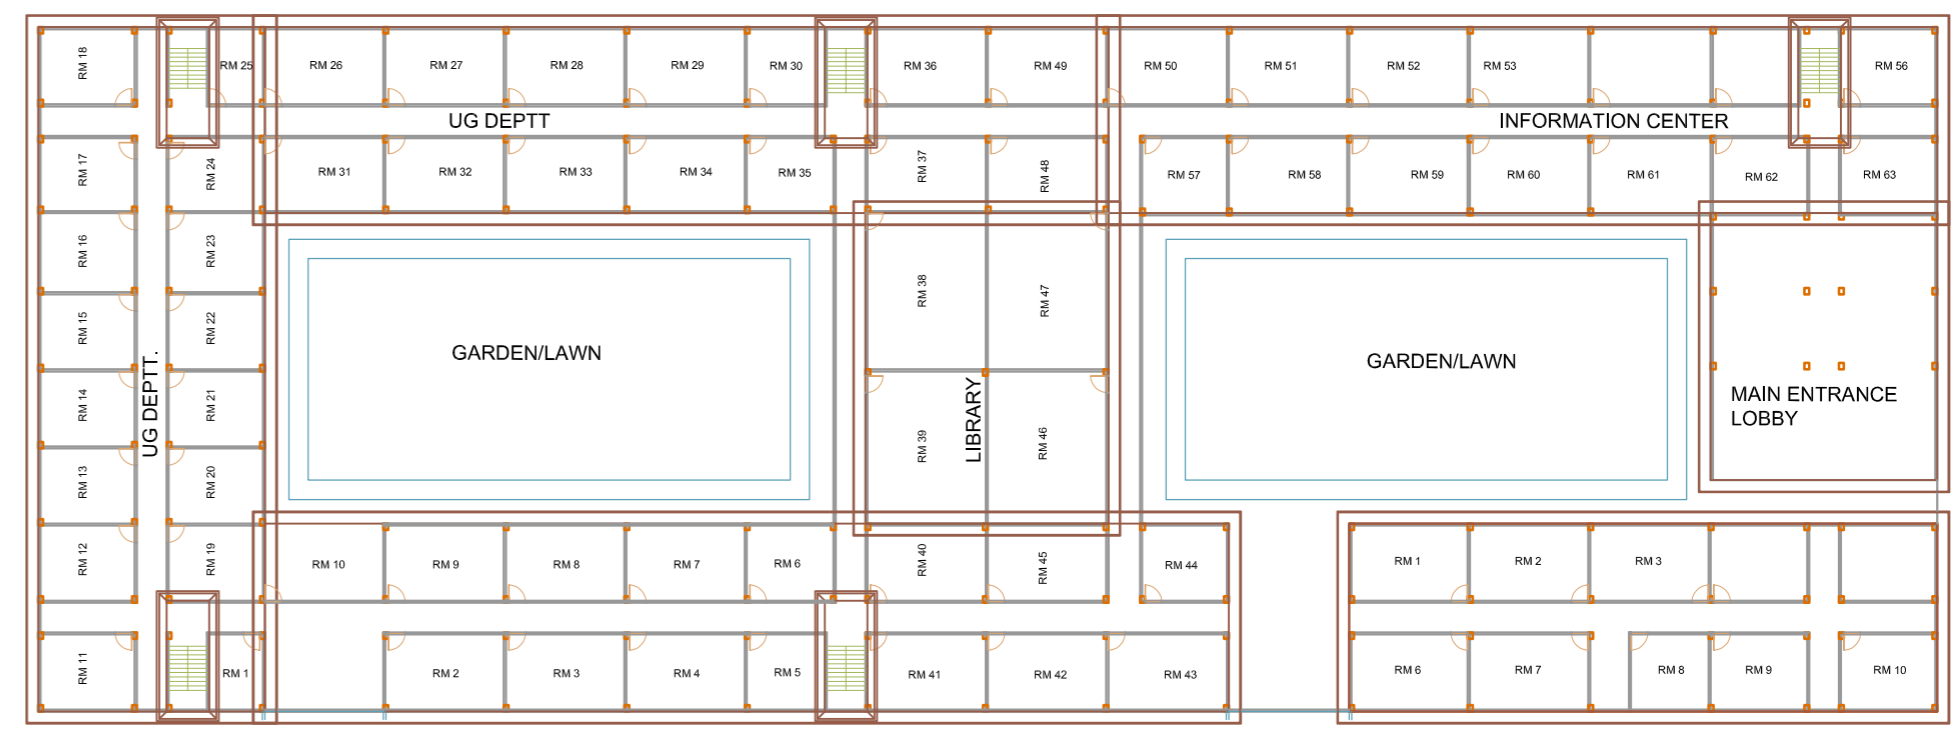 RM 18
RM 25
RM 26
RM 27
RM 28
RM 29
RM 30
RM 36
RM 49
RM 50
RM 51
RM 52
RM 53
RM 56
UG DEPTT
INFORMATION CENTER
RM 17
RM 24
RM 31
RM 32
RM 33
RM 34
RM 35
RM 37
RM 48
RM 57
RM 58
RM 59
RM 60
RM 61
RM 62
RM 63
RM 16
RM 23
RM 38
RM 47
RM 15
RM 22
GARDEN/LAWN
GARDEN/LAWN
UG DEPTT.
RM 14
RM 21
LIBRARY
MAIN ENTRANCE
LOBBY
RM 39
RM 46
RM 13
RM 20
RM 12
RM 19
RM 10
RM 9
RM 8
RM 7
RM 6
RM 40
RM 45
RM 44
RM 1
RM 2
RM 3
RM 11
RM 1
RM 2
RM 3
RM 4
RM 5
RM 41
RM 42
RM 43
RM 6
RM 7
RM 8
RM 9
RM 10